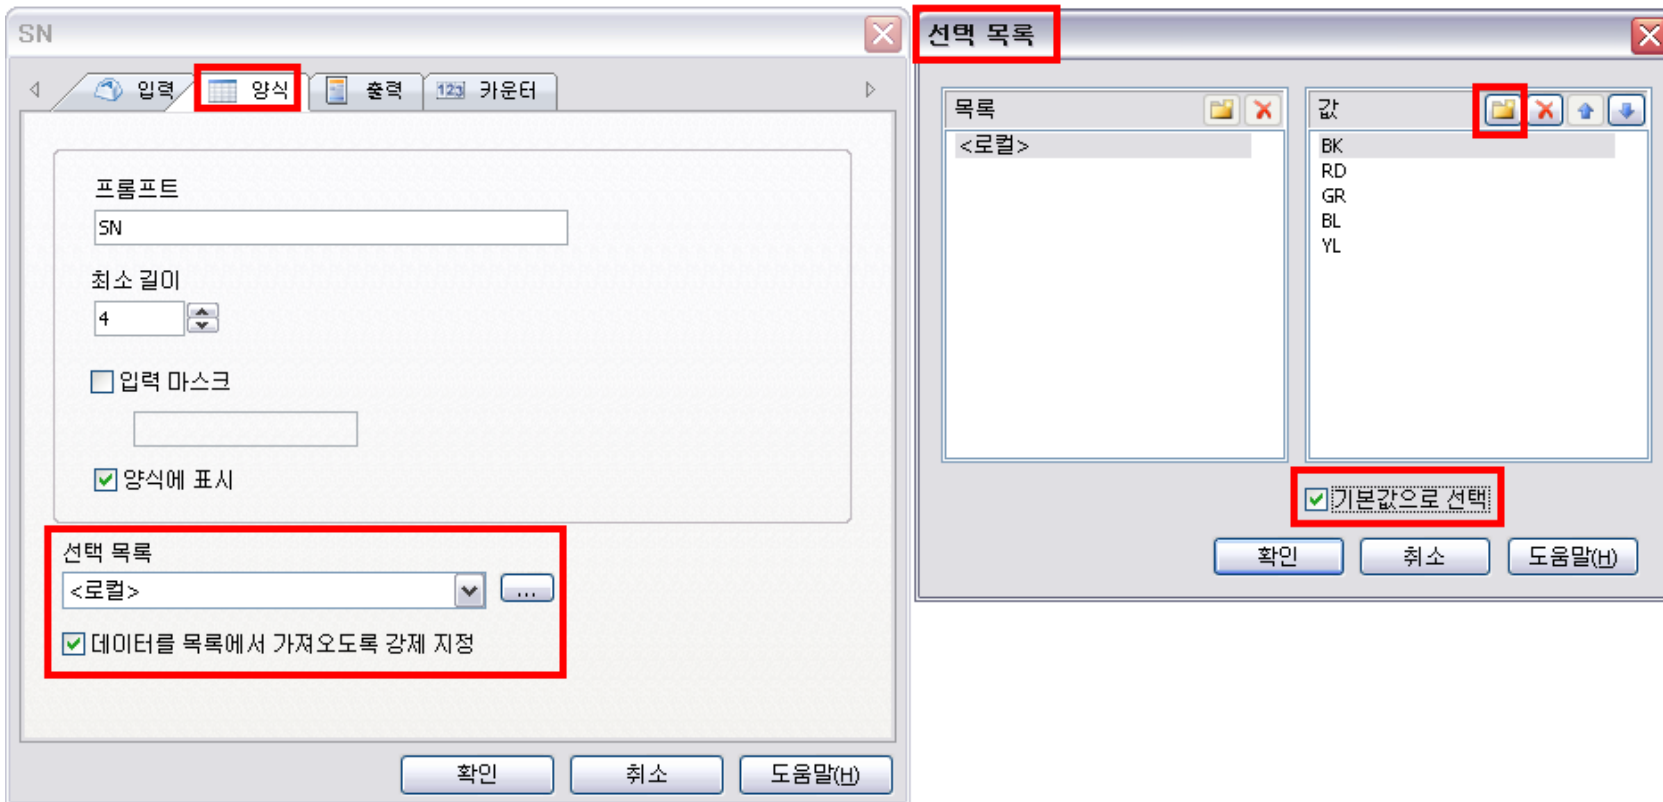 SN
입력
양식
출력
123 카운터
프롬프트
SN
최소 길이
4
입력 마스크
양식에 표시
선택 목록
<로컬>
...
데이터를 목록에서 가져오도록 강제 지정
확인
취소
도움말(H)
선택 목록
목록
<로컬>
값
BK
RD
GR
BL
YL
기본값으로 선택
확인
취소
도움말(H)